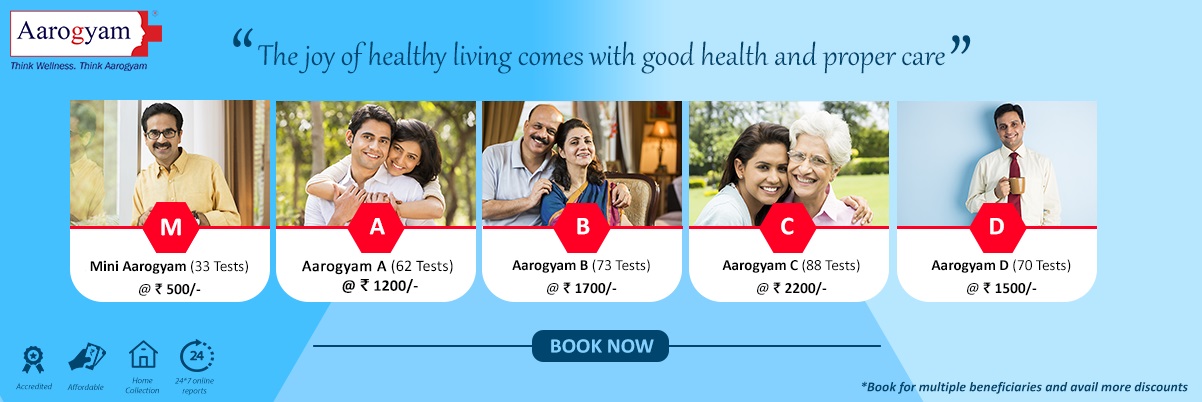 Aarogyam
Think Wellness. Think Aarogyam
“The joy of healthy living comes with good health and proper care”
M
Mini Aarogyam (33 Tests)
@ ₹ 500/-
A
Aarogyam A (62 Tests)
@ ₹ 1200/-
B
Aarogyam B (73 Tests)
@ ₹ 1700/-
C
Aarogyam C (88 Tests)
@ ₹ 2200/-
D
Aarogyam D (70 Tests)
@ ₹ 1500/-
BOOK NOW
Accredited
Affordable
Home
Collection
24
24*7 online
reports
*Book for multiple beneficiaries and avail more discounts